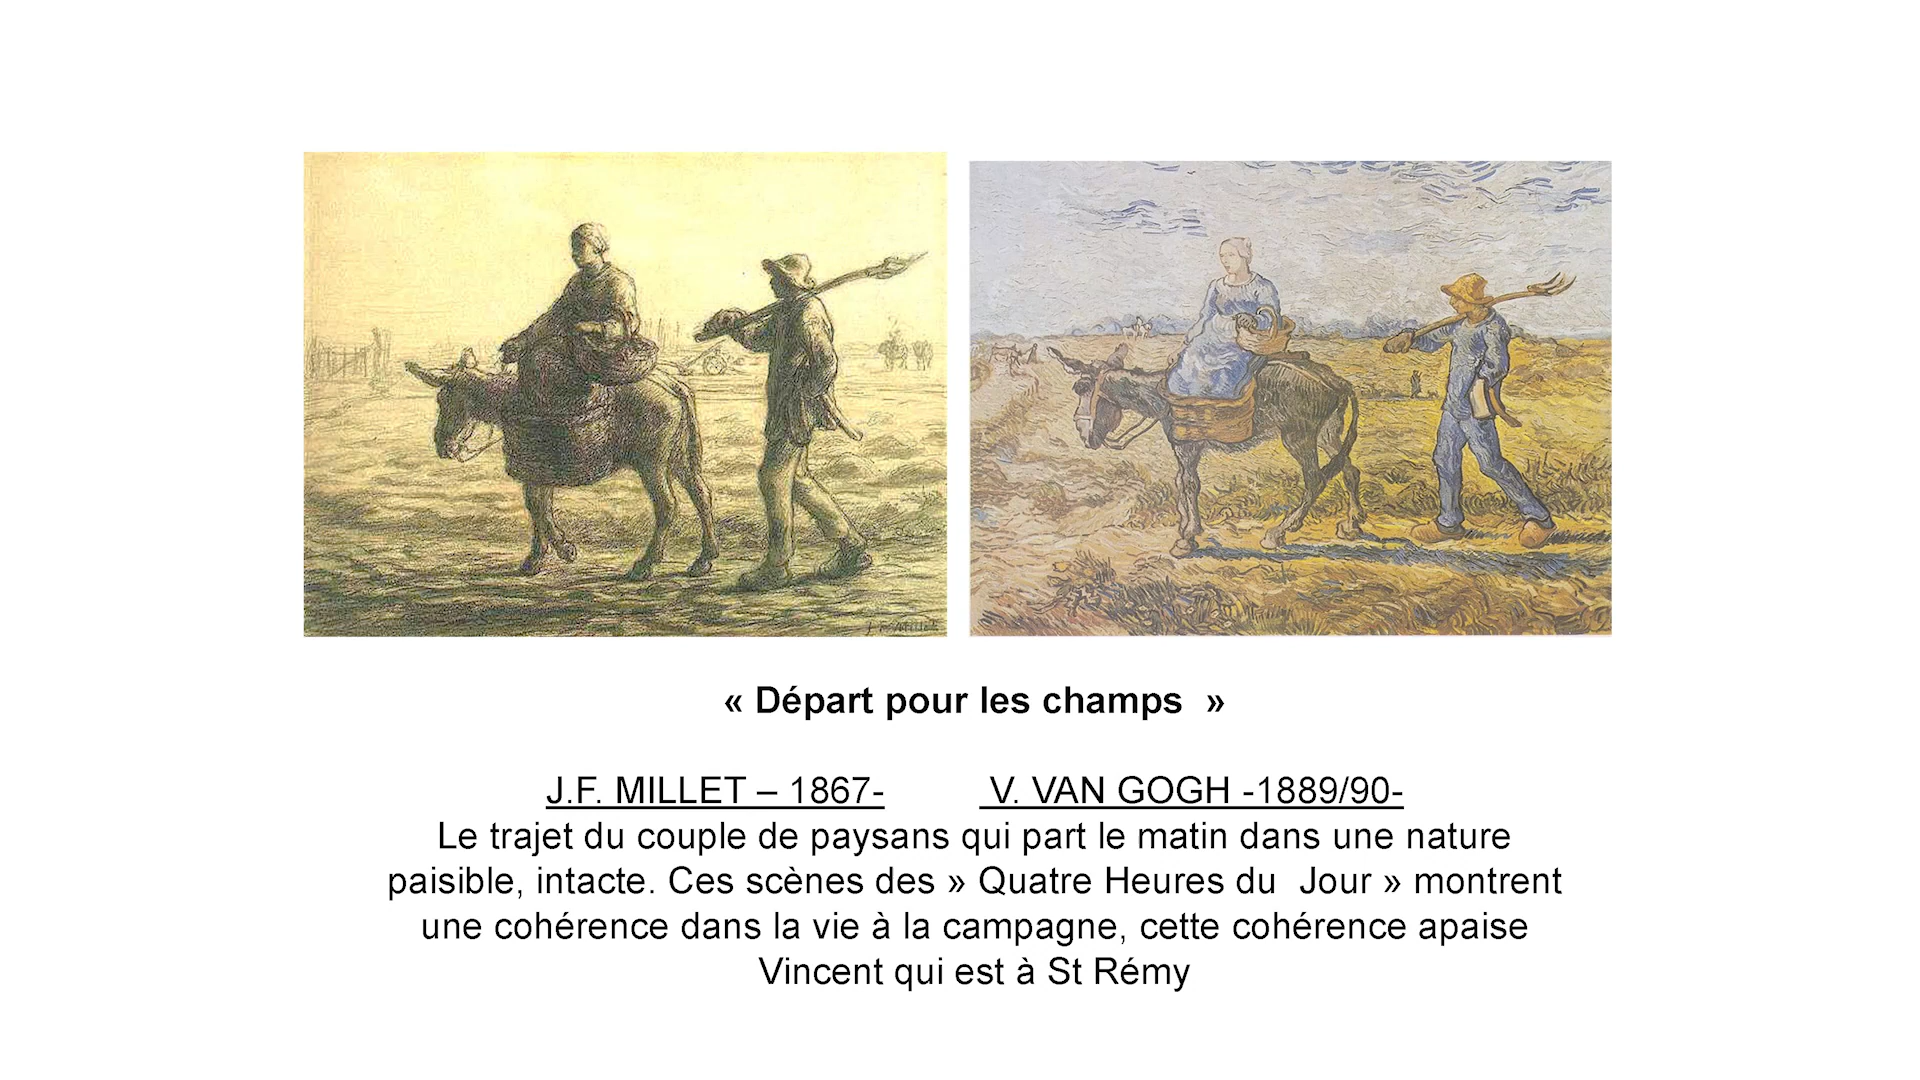 J. F. Millet
« Départ pour les champs »
J.F. MILLET – 1867- V. VAN GOGH -1889/90-
Le trajet du couple de paysans qui part le matin dans une nature
paisible, intacte. Ces scènes des » Quatre Heures du Jour » montrent
une cohérence dans la vie à la campagne, cette cohérence apaise
Vincent qui est à St Rémy